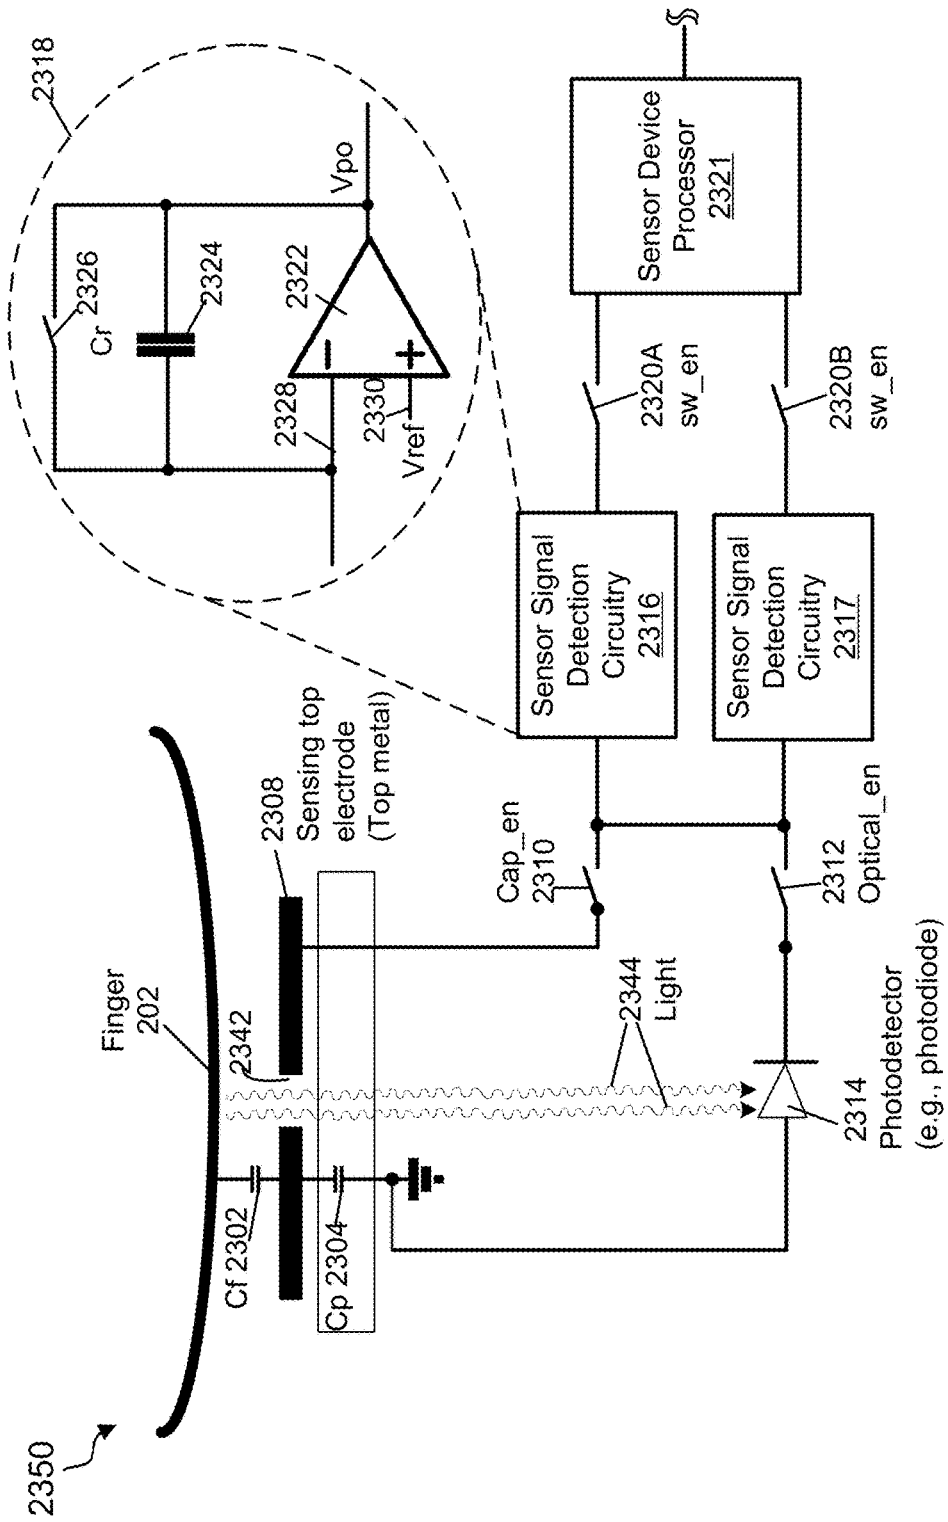 2350
Finger
202
2342
Cf 2302
Cp 2304
2308
Sensing top
electrode
(Top metal)
2318
2326
Cr
2324
2322
2328
2330
Vref
Vpo
Cap_en
2310
2344
Light
2314
Photodetector
(e.g., photodiode)
2312
Optical_en
Sensor Signal
Detection
Circuitry
2316
Sensor Signal
Detection
Circuitry
2317
2320A
sw_en
2320B
sw_en
Sensor Device
Processor
2321